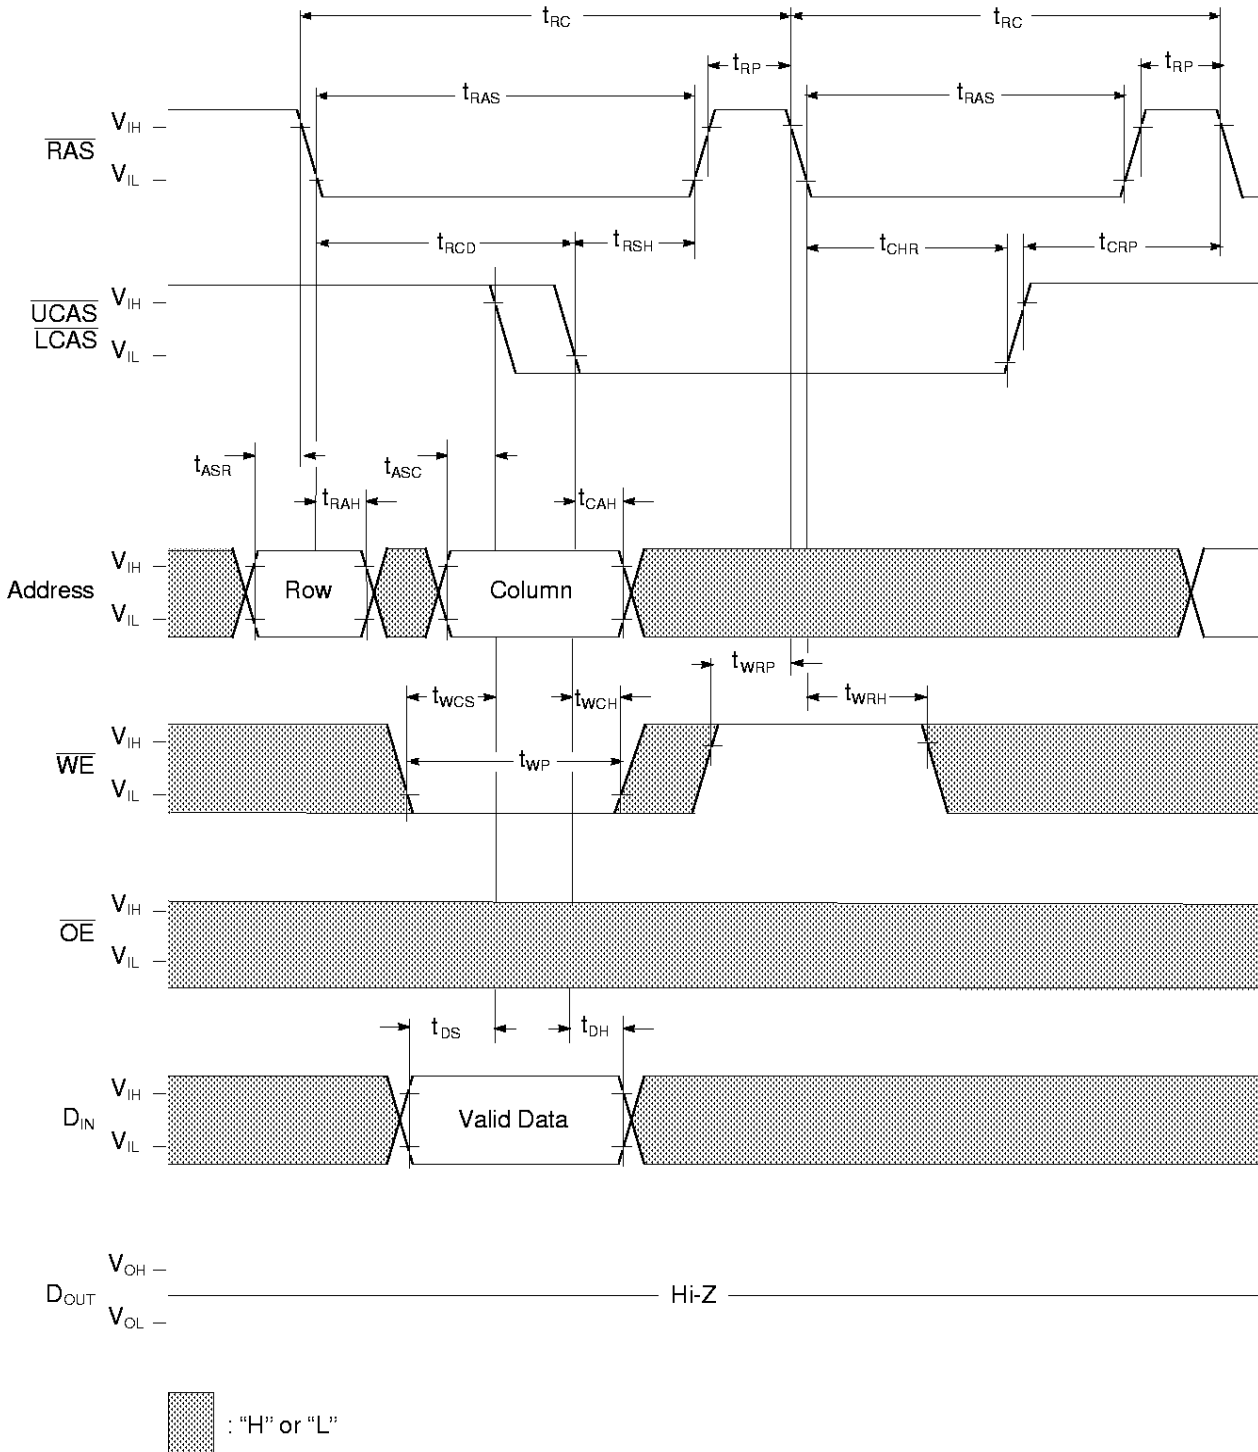 tRC tRC
tRP tRP
tRAS tRAS
RAS VIH
VIL
tRCD tRSH tCHR tCRP
UCAS VIH
LCAS VIL
tASR tASC
tRAH tCAH
Address VIH
VIL
Row Column
tWRP
tWCS tWCH tWRH
WE VIH
VIL
tWP
OE VIH
VIL
tDS tDH
DIN VIH
VIL
Valid Data
DOUT VOH
VOL
Hi-Z
: “H” or “L”